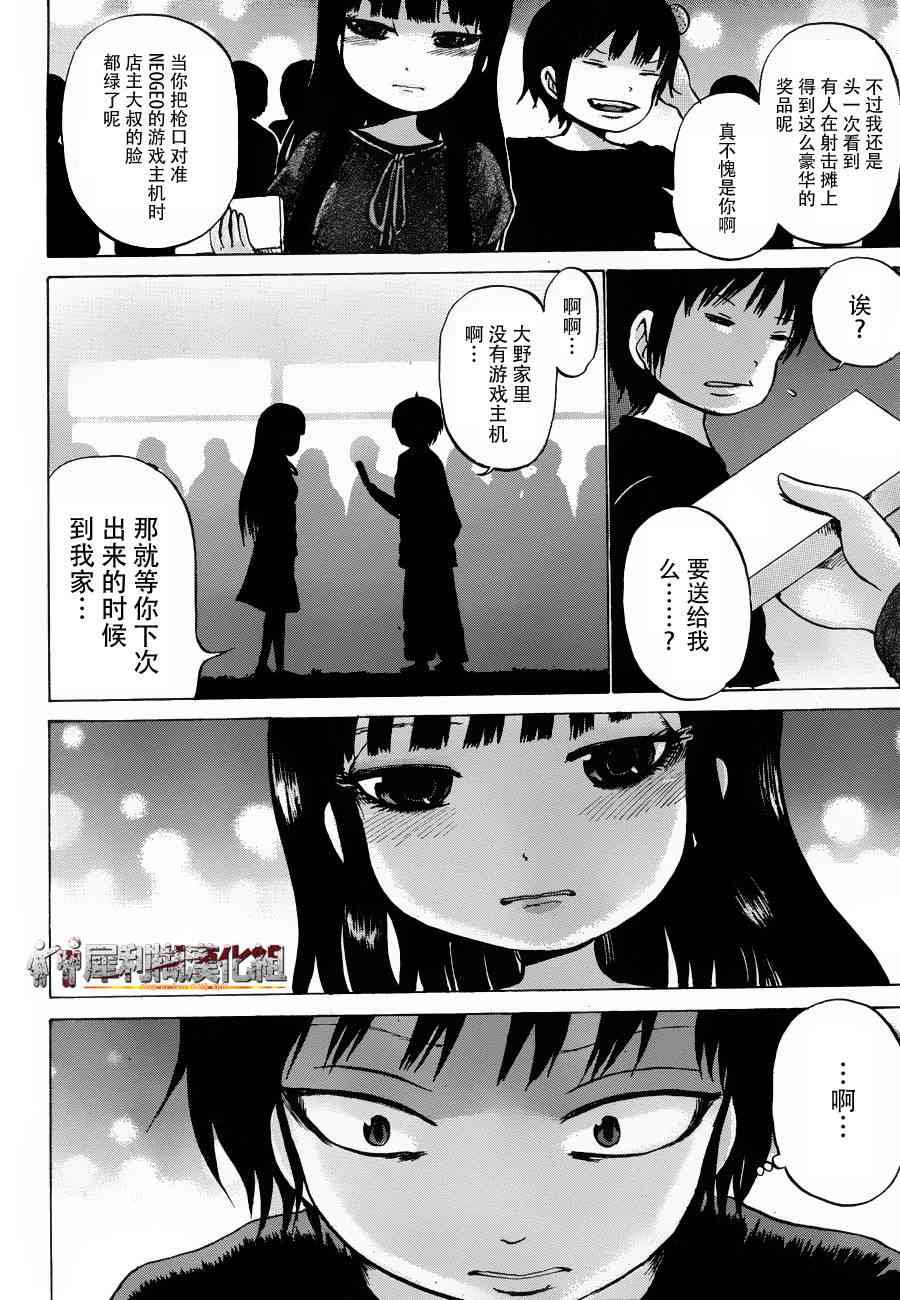 不过我还是
头一次看到
有人在射击摊上
得到这么豪华的
奖品呢
真不愧是你啊
当你把枪口对准
NEOGEO的游戏主机时
店主大叔的脸
都绿了呢
诶？
要送给我
么……？
啊啊…
大野家里
没有游戏主机
啊…
那就等你下次
出来的时候
到我家…
…啊…